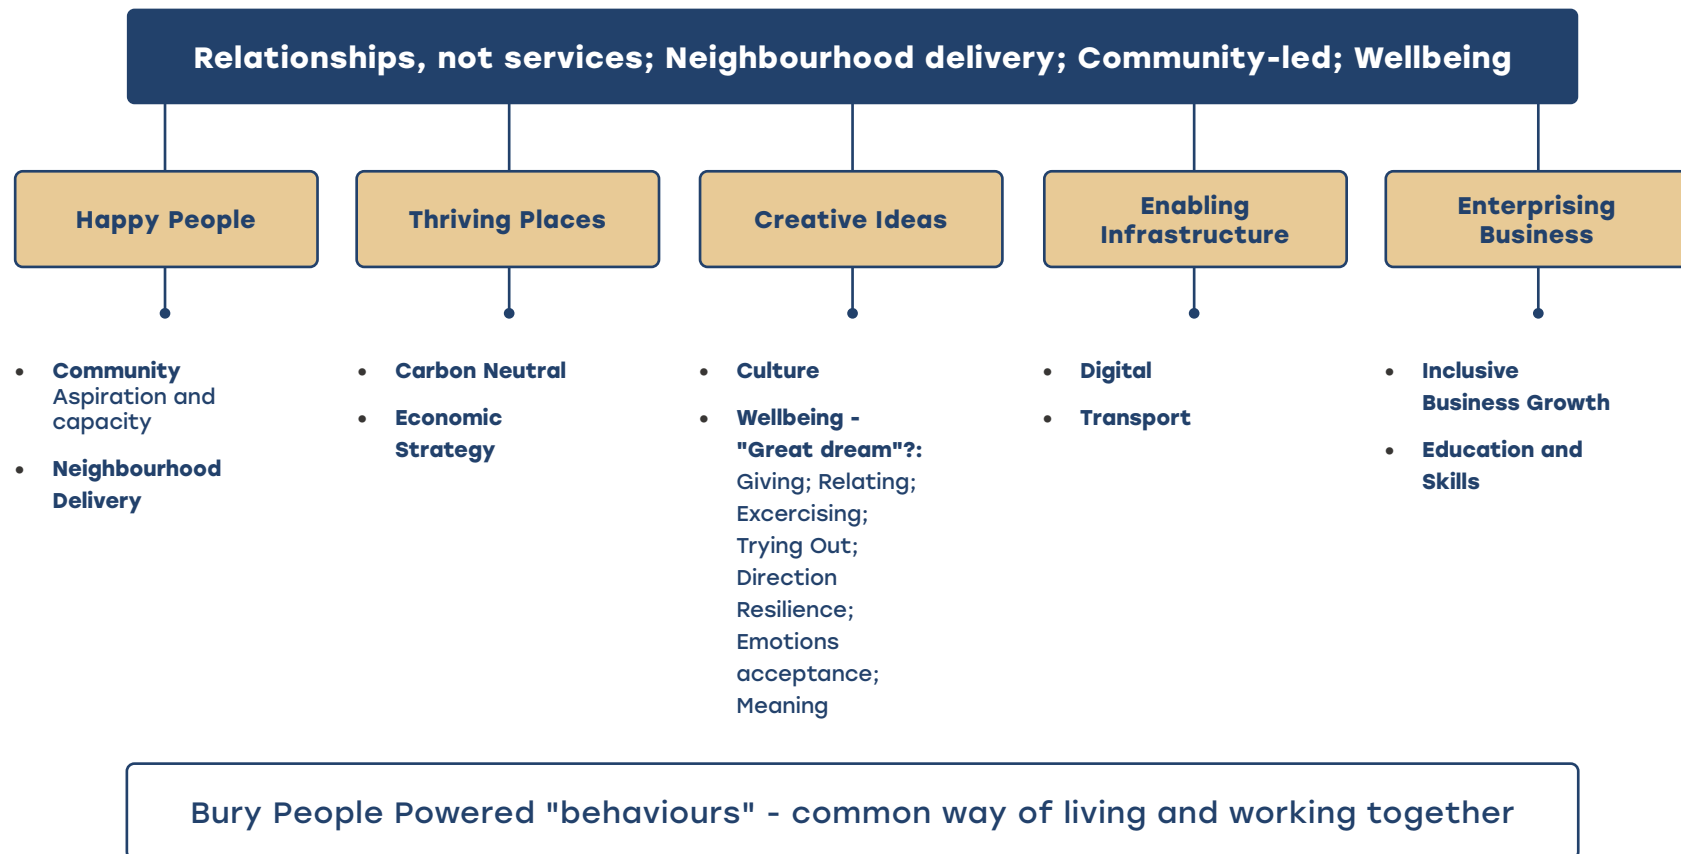 Relationships, not services; Neighbourhood delivery; Community-led; Wellbeing
Happy People
Thriving Places
Creative Ideas
Enabling
Infrastructure
Enterprising
Business
Community
Aspiration and
capacity
Neighbourhood
Delivery
Carbon Neutral
Economic
Strategy
Culture
Wellbeing -
"Great dream"?:
Giving; Relating;
Excercising;
Trying Out;
Direction
Resilience;
Emotions
acceptance;
Meaning
Digital
Transport
Inclusive
Business Growth
Education and
Skills
Bury People Powered "behaviours" - common way of living and working together